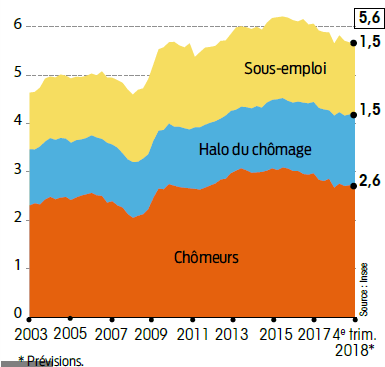 5,6
6
1,5
Sous-emploi
5
1,5
4
Halo du chômage
3
2,6
2
Chômeurs
1
Source : Insee
0
2003 2005 2007 2009 2011 2013 2015 2017 4e trim.
2018*
* Prévisions.